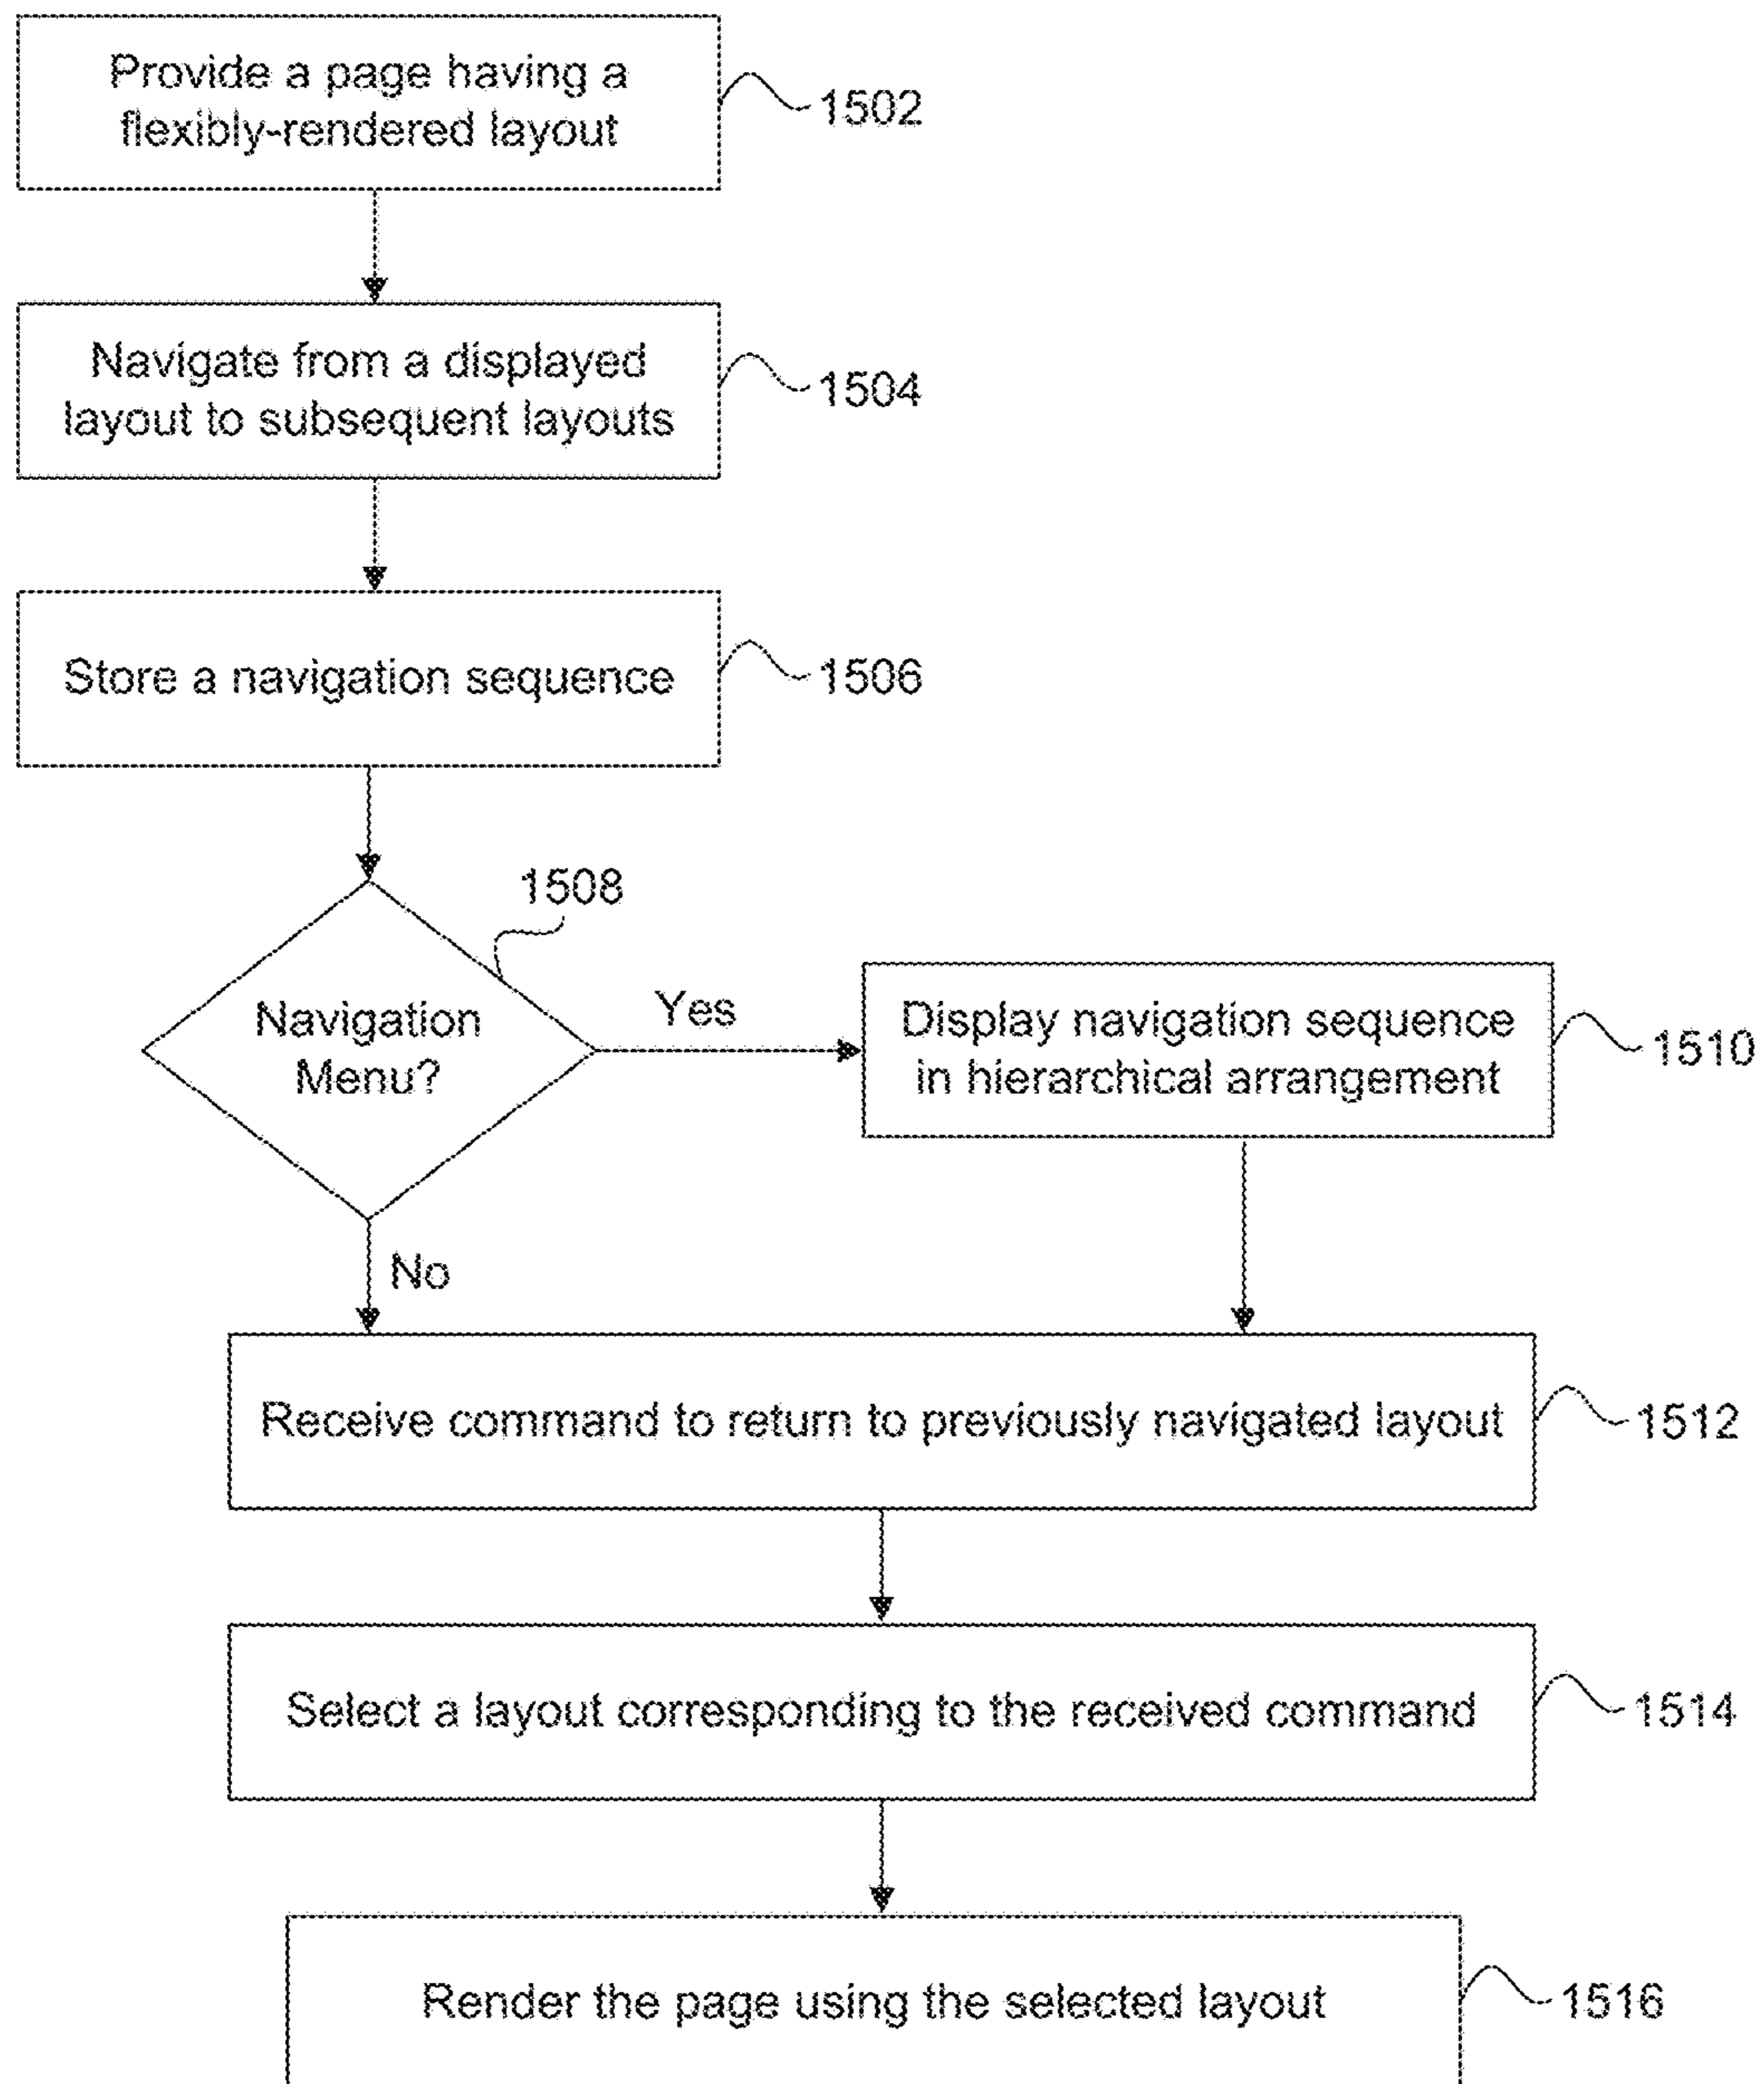 Provide a page having a
flexibly-rendered layout
1502
Navigate from a displayed
layout to subsequent layouts
1504
Store a navigation sequence
1506
1508
Navigation
Menu?
Yes
Display navigation sequence
in hierarchical arrangement
1510
No
Receive command to return to previously navigated layout
1512
Select a layout corresponding to the received command
1514
Render the page using the selected layout
1516